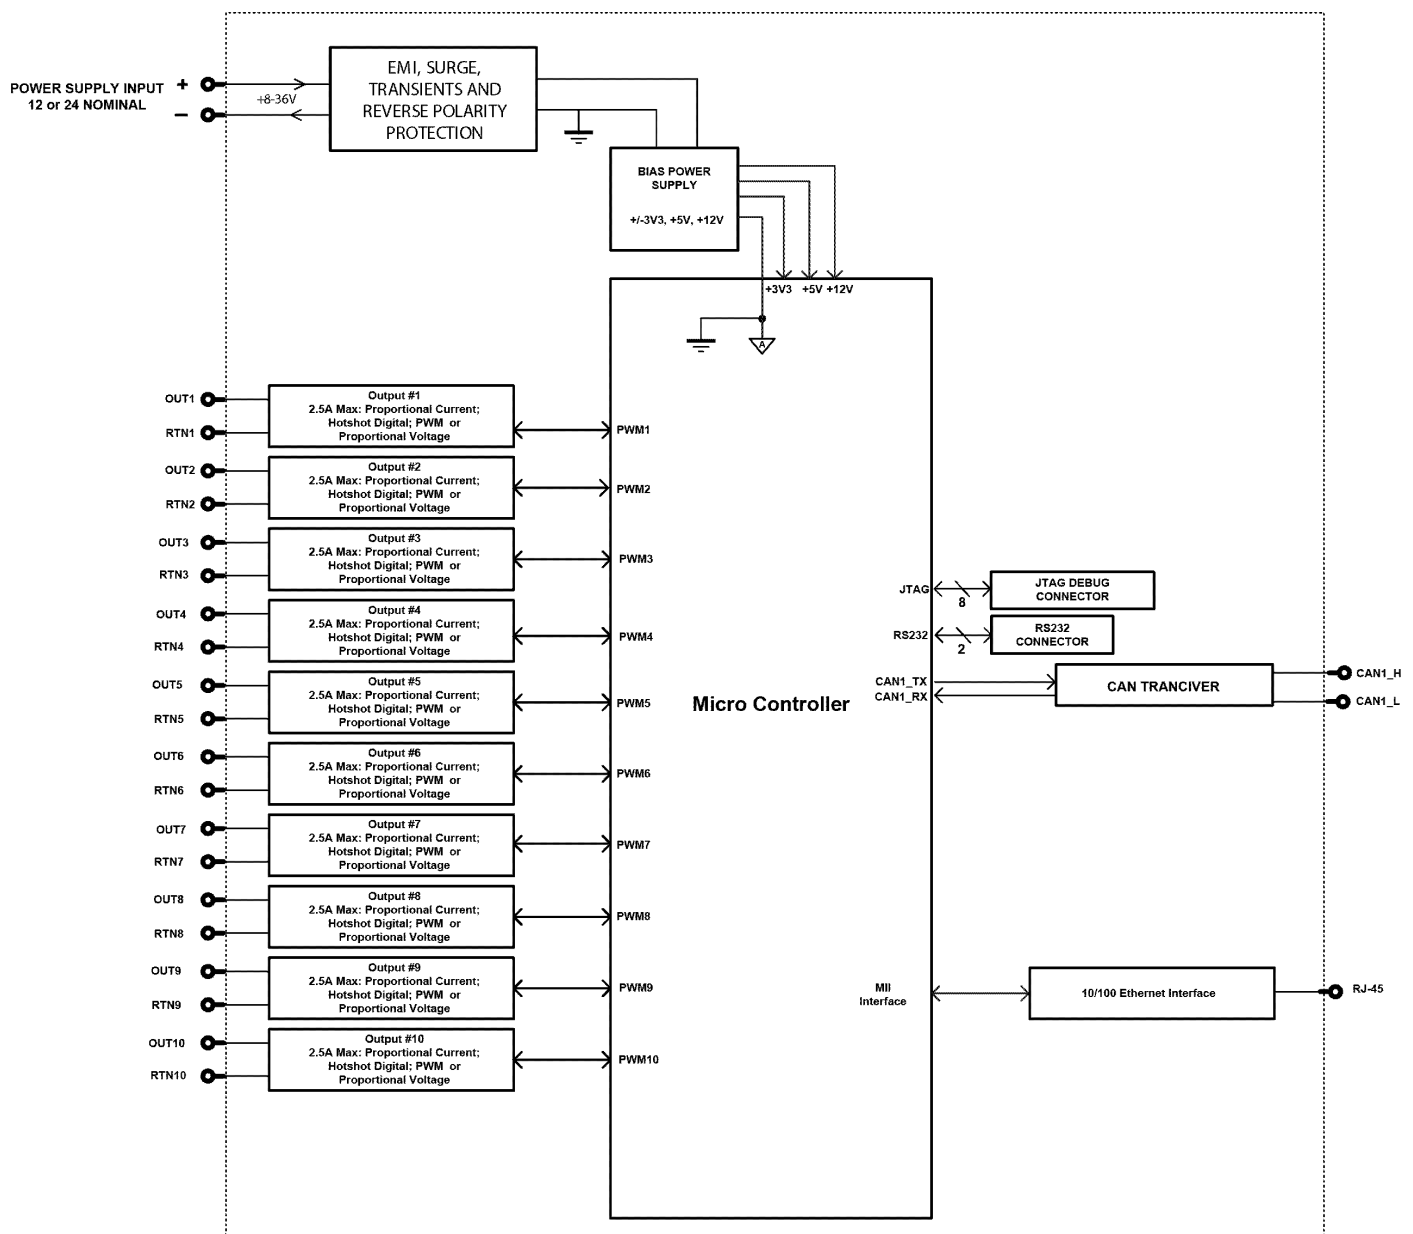 POWER SUPPLY INPUT
12 or 24 NOMINAL
+
−
+8-36V
EMI, SURGE,
TRANSIENTS AND
REVERSE POLARITY
PROTECTION
BIAS POWER
SUPPLY
+/-3V3, +5V, +12V
+3V3 +5V +12V
A
OUT1
RTN1
Output #1
2.5A Max: Proportional Current;
Hotshot Digital; PWM or
Proportional Voltage
PWM1
OUT2
RTN2
Output #2
2.5A Max: Proportional Current;
Hotshot Digital; PWM or
Proportional Voltage
PWM2
OUT3
RTN3
Output #3
2.5A Max: Proportional Current;
Hotshot Digital; PWM or
Proportional Voltage
PWM3
OUT4
RTN4
Output #4
2.5A Max: Proportional Current;
Hotshot Digital; PWM or
Proportional Voltage
PWM4
OUT5
RTN5
Output #5
2.5A Max: Proportional Current;
Hotshot Digital; PWM or
Proportional Voltage
PWM5
OUT6
RTN6
Output #6
2.5A Max: Proportional Current;
Hotshot Digital; PWM or
Proportional Voltage
PWM6
OUT7
RTN7
Output #7
2.5A Max: Proportional Current;
Hotshot Digital; PWM or
Proportional Voltage
PWM7
OUT8
RTN8
Output #8
2.5A Max: Proportional Current;
Hotshot Digital; PWM or
Proportional Voltage
PWM8
OUT9
RTN9
Output #9
2.5A Max: Proportional Current;
Hotshot Digital; PWM or
Proportional Voltage
PWM9
OUT10
RTN10
Output #10
2.5A Max: Proportional Current;
Hotshot Digital; PWM or
Proportional Voltage
PWM10
Micro Controller
JTAG
8
JTAG DEBUG
CONNECTOR
RS232
2
RS232
CONNECTOR
CAN1_TX
CAN1_RX
CAN TRANCIVER
CAN1_H
CAN1_L
MII
Interface
10/100 Ethernet Interface
RJ-45